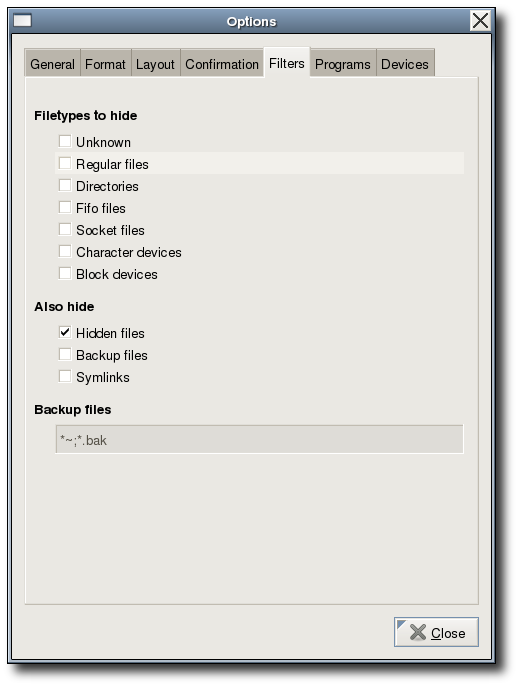 Options
General Format Layout Confirmation Filters Programs Devices
Filetypes to hide
Unknown
Regular files
Directories
Fifo files
Socket files
Character devices
Block devices
Also hide
Hidden files
Backup files
Symlinks
Backup files
*~;*.bak
Close